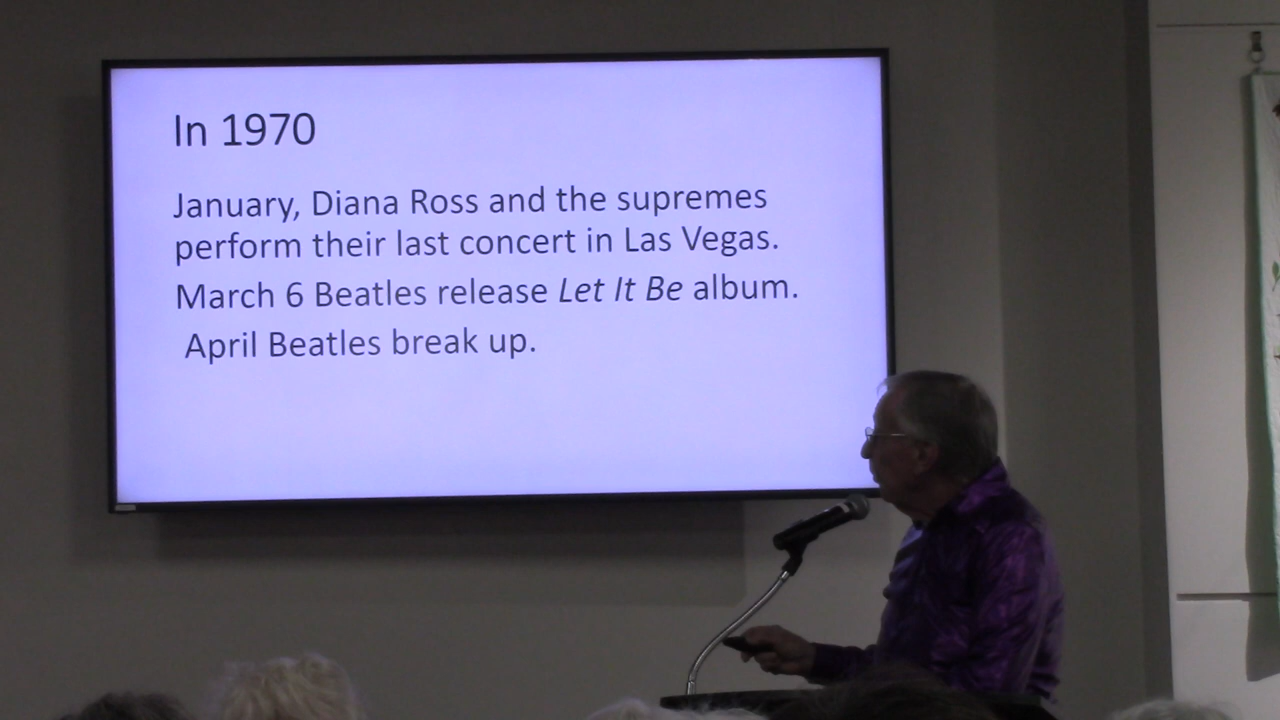 In 1970
January, Diana Ross and the supremes
perform their last concert in Las Vegas.
March 6 Beatles release Let It Be album.
April Beatles break up.